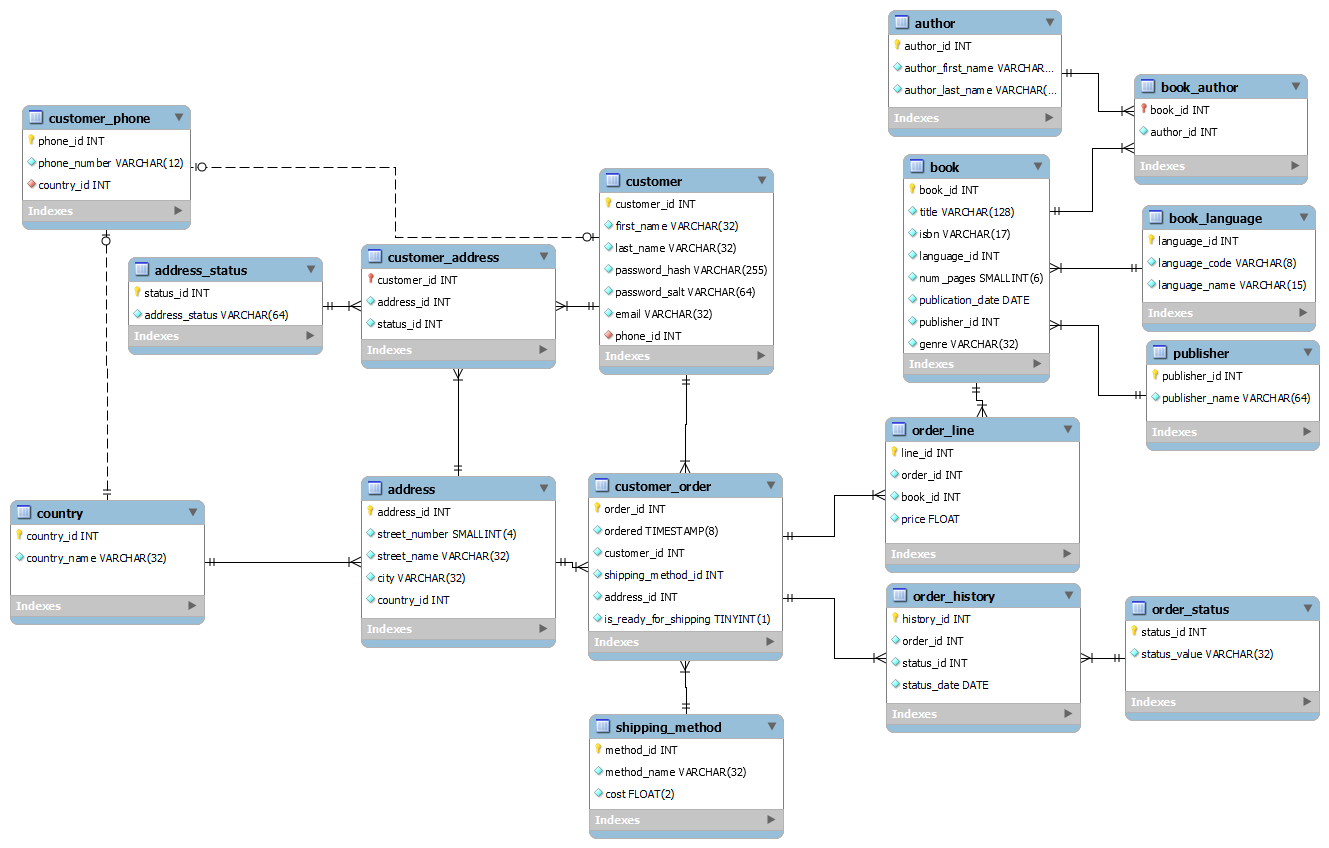 author
author_id INT
author_first_name VARCHAR...
author_last_name VARCHAR(...
Indexes
book_author
book_id INT
author_id INT
Indexes
customer_phone
phone_id INT
phone_number VARCHAR(12)
country_id INT
Indexes
customer
customer_id INT
first_name VARCHAR(32)
last_name VARCHAR(32)
password_hash VARCHAR(255)
password_salt VARCHAR(64)
email VARCHAR(32)
phone_id INT
Indexes
book
book_id INT
title VARCHAR(128)
isbn VARCHAR(17)
language_id INT
num_pages SMALLINT(6)
publication_date DATE
publisher_id INT
genre VARCHAR(32)
Indexes
book_language
language_id INT
language_code VARCHAR(8)
language_name VARCHAR(15)
Indexes
address_status
status_id INT
address_status VARCHAR(64)
Indexes
customer_address
customer_id INT
address_id INT
status_id INT
Indexes
publisher
publisher_id INT
publisher_name VARCHAR(64)
Indexes
country
country_id INT
country_name VARCHAR(32)
Indexes
address
address_id INT
street_number SMALLINT(4)
street_name VARCHAR(32)
city VARCHAR(32)
country_id INT
Indexes
customer_order
order_id INT
ordered TIMESTAMP(8)
customer_id INT
shipping_method_id INT
address_id INT
is_ready_for_shipping TINYINT(1)
Indexes
order_line
line_id INT
order_id INT
book_id INT
price FLOAT
Indexes
order_history
history_id INT
order_id INT
status_id INT
status_date DATE
Indexes
order_status
status_id INT
status_value VARCHAR(32)
Indexes
shipping_method
method_id INT
method_name VARCHAR(32)
cost FLOAT(2)
Indexes